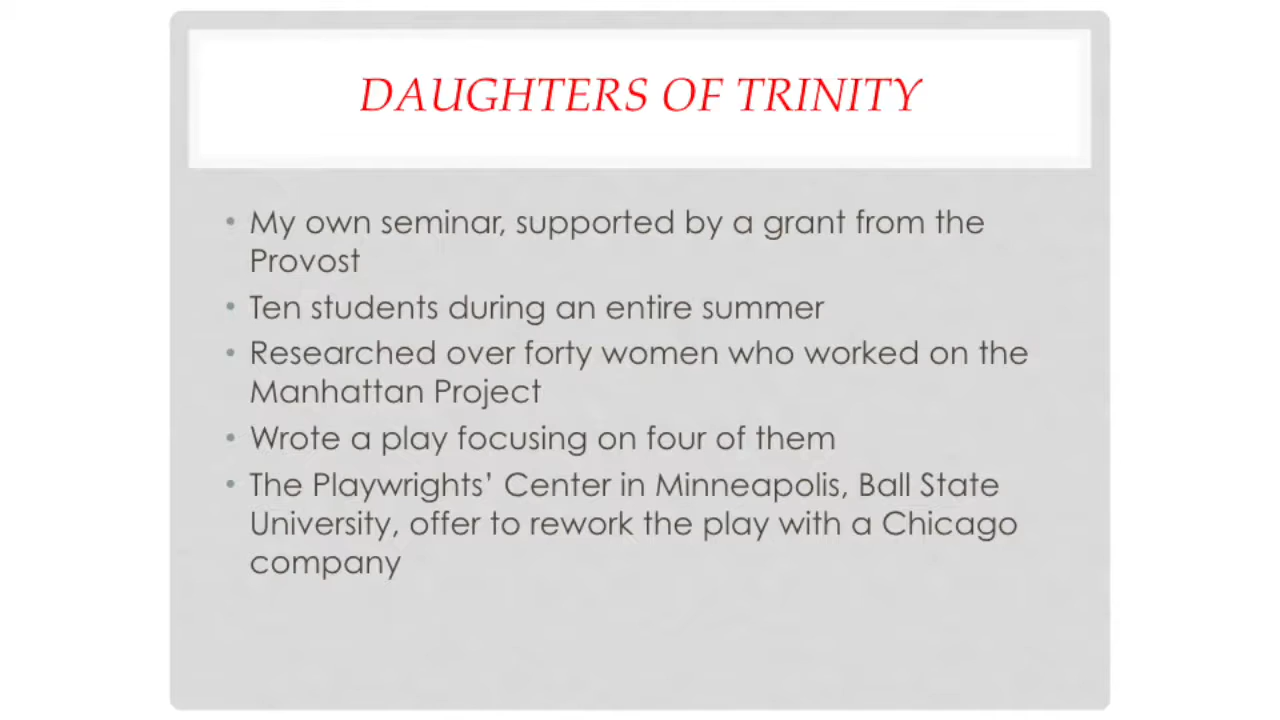 DAUGHTERS OF TRINITY
• My own seminar, supported by a grant from the
Provost
• Ten students during an entire summer
• Researched over forty women who worked on the
Manhattan Project
• Wrote a play focusing on four of them
• The Playwrights’ Center in Minneapolis, Ball State
University, offer to rework the play with a Chicago
company